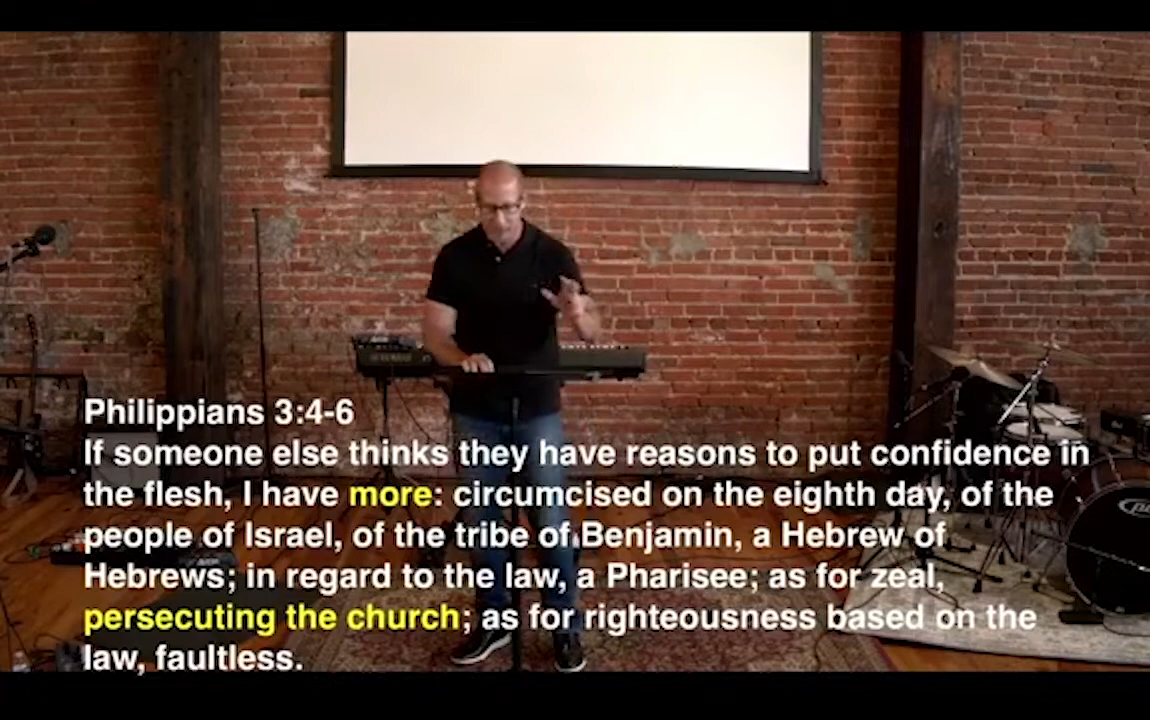 Philippians 3:4-6
If someone else thinks they have reasons to put confidence in
the flesh, I have more: circumcised on the eighth day, of the
people of Israel, of the tribe of Benjamin, a Hebrew of
Hebrews; in regard to the law, a Pharisee; as for zeal,
persecuting the church; as for righteousness based on the
law, faultless.